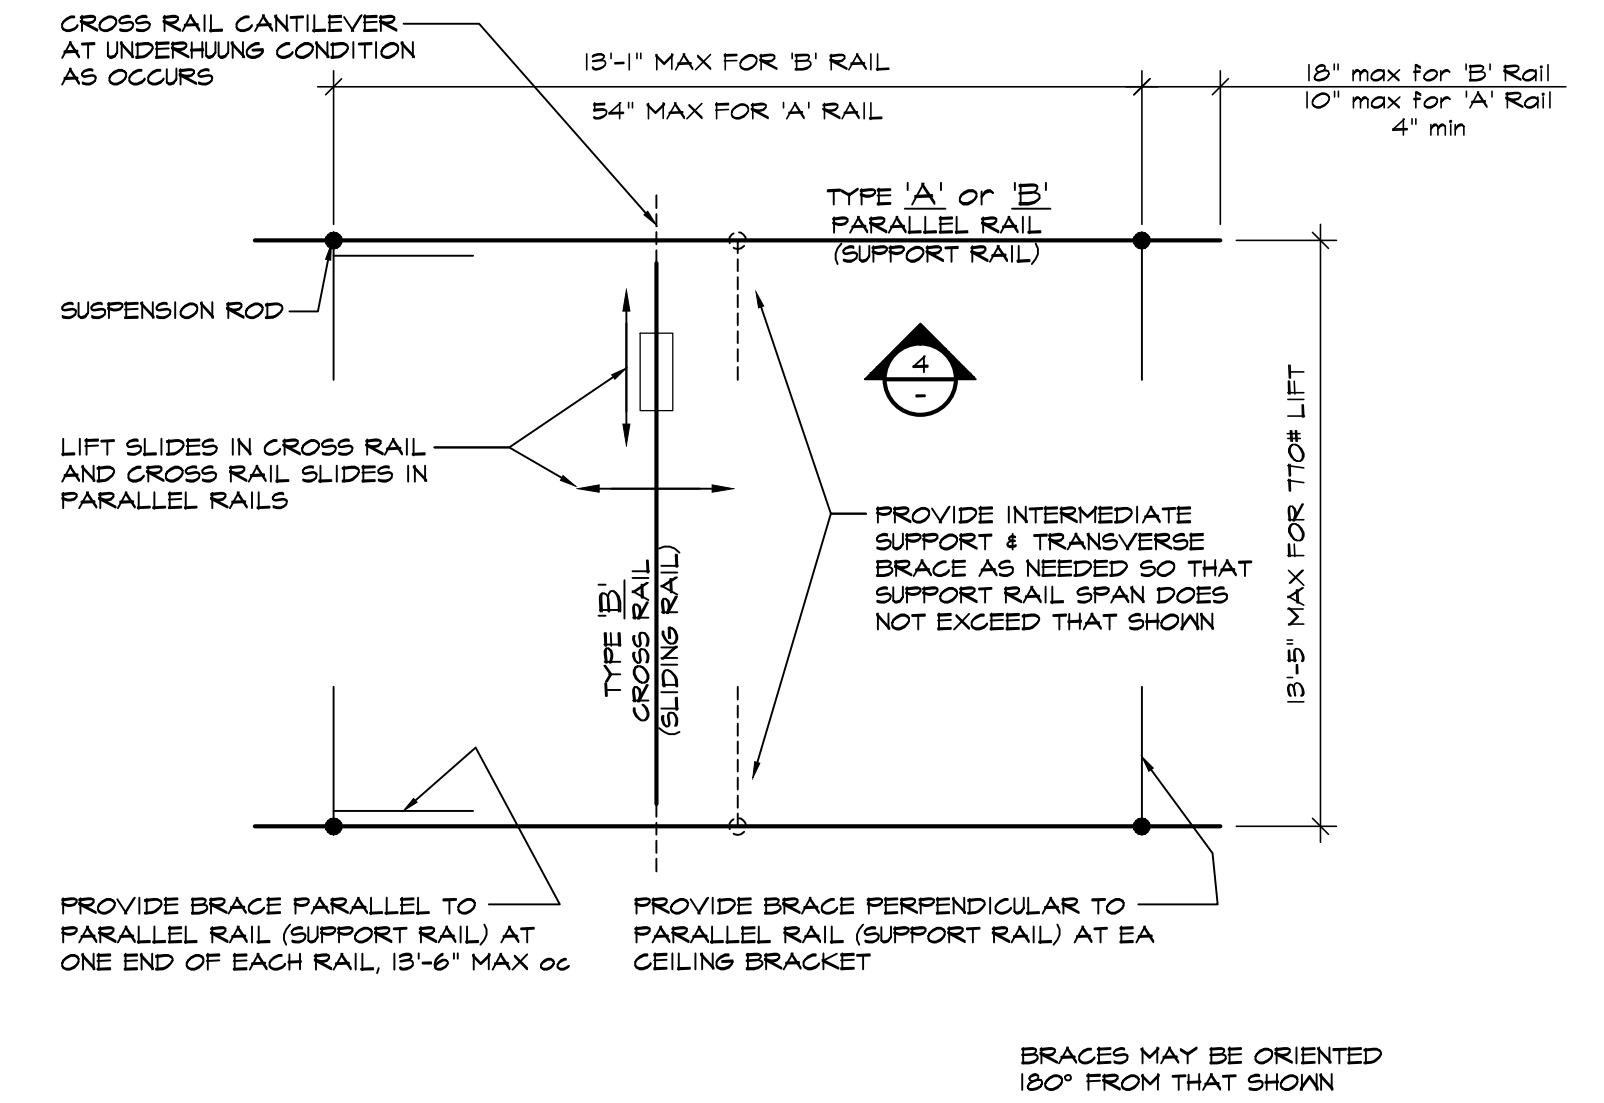 CROSS RAIL CANTILEVER
AT UNDERHUUNG CONDITION
AS OCCURS
13'-1" MAX FOR 'B' RAIL
54" MAX FOR 'A' RAIL
18" max for 'B' Rail
10" max for 'A' Rail
4" min
TYPE 'A' or 'B'
PARALLEL RAIL
(SUPPORT RAIL)
SUSPENSION ROD
4
-
LIFT SLIDES IN CROSS RAIL
AND CROSS RAIL SLIDES IN
PARALLEL RAILS
TYPE 'B'
CROSS RAIL
(SLIDING RAIL)
PROVIDE INTERMEDIATE
SUPPORT & TRANSVERSE
BRACE AS NEEDED SO THAT
SUPPORT RAIL SPAN DOES
NOT EXCEED THAT SHOWN
13'-5" MAX FOR 770# LIFT
PROVIDE BRACE PARALLEL TO
PARALLEL RAIL (SUPPORT RAIL) AT
ONE END OF EACH RAIL, 13'-6" MAX oc
PROVIDE BRACE PERPENDICULAR TO
PARALLEL RAIL (SUPPORT RAIL) AT EA
CEILING BRACKET
BRACES MAY BE ORIENTED
180° FROM THAT SHOWN